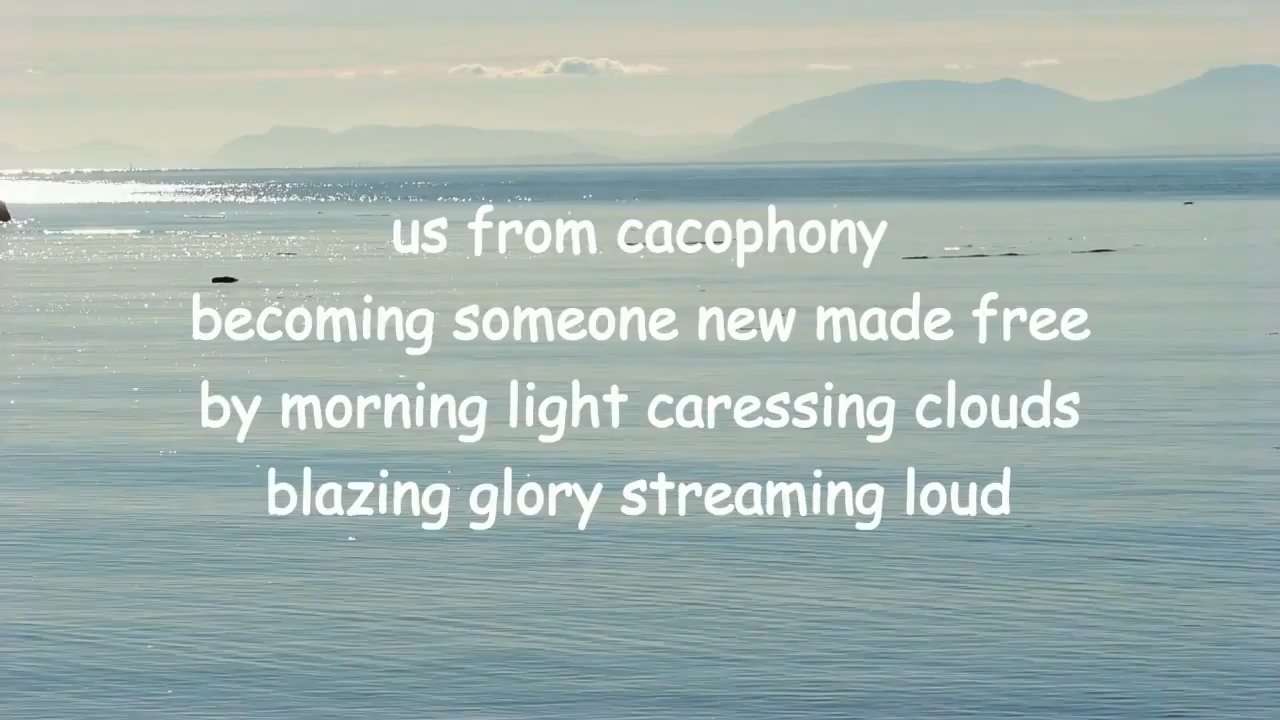 us from cacophony
becoming someone new made free
by morning light caressing clouds
blazing glory streaming loud